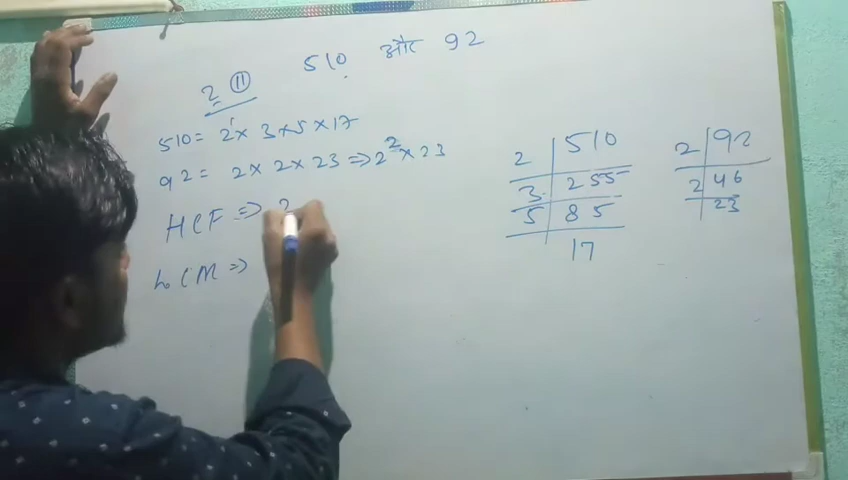 510 और 92
2 (11)
510 = 2¹ × 3 × 5 × 17
92 = 2 × 2 × 23 ⇒ 2² × 23
HCF ⇒ 2
LCM ⇒
2 | 510
3 | 255
5 | 85
17
2 | 92
2 | 46
23